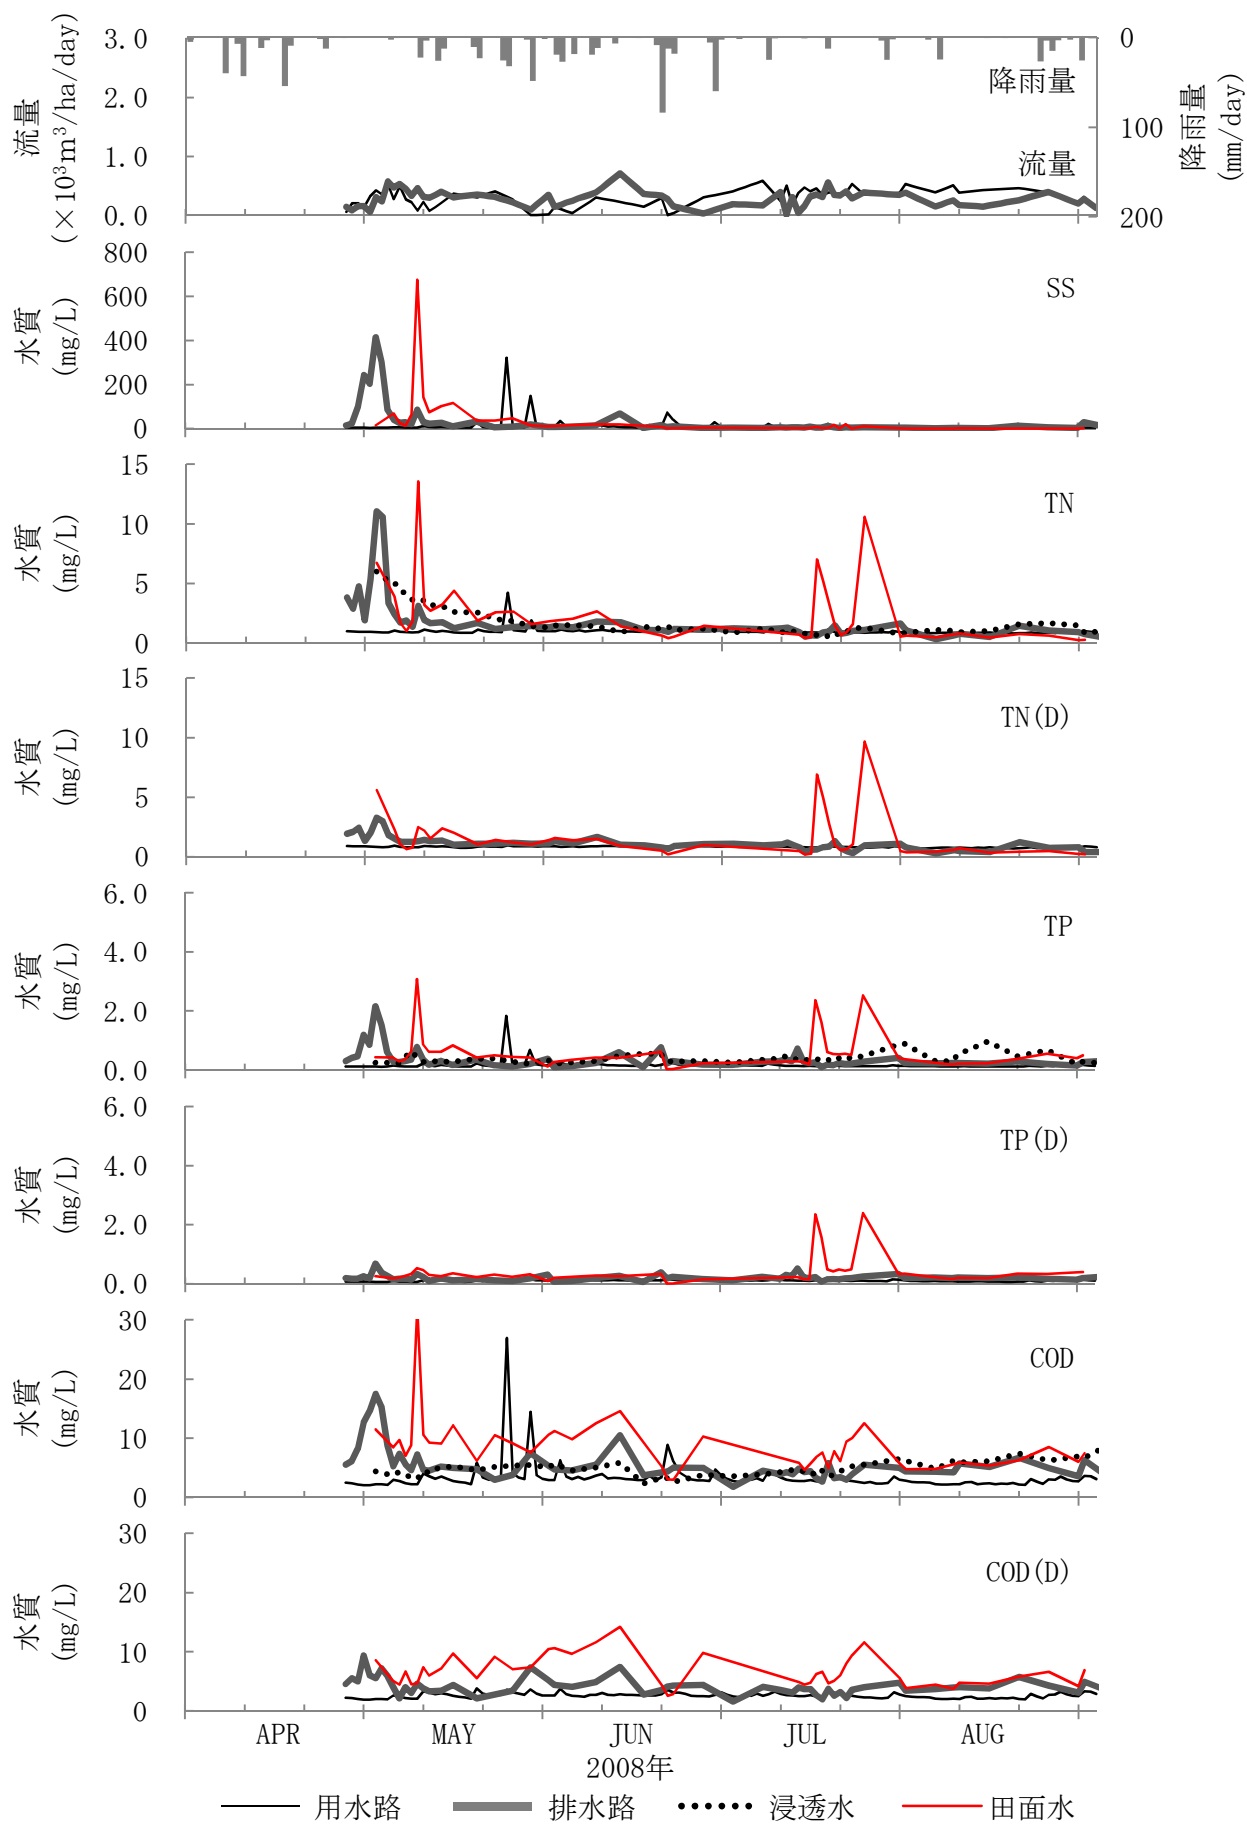 流量
(×10³m³/ha/day)
3.0
2.0
1.0
0.0
降雨量
流量
0
100
200
降雨量
(mm/day)
水質
(mg/L)
800
600
400
200
0
SS
水質
(mg/L)
15
10
5
0
TN
水質
(mg/L)
15
10
5
0
TN(D)
水質
(mg/L)
6.0
4.0
2.0
0.0
TP
水質
(mg/L)
6.0
4.0
2.0
0.0
TP(D)
水質
(mg/L)
30
20
10
0
COD
水質
(mg/L)
30
20
10
0
COD(D)
APR MAY JUN JUL AUG
2008年
用水路 排水路 浸透水 田面水